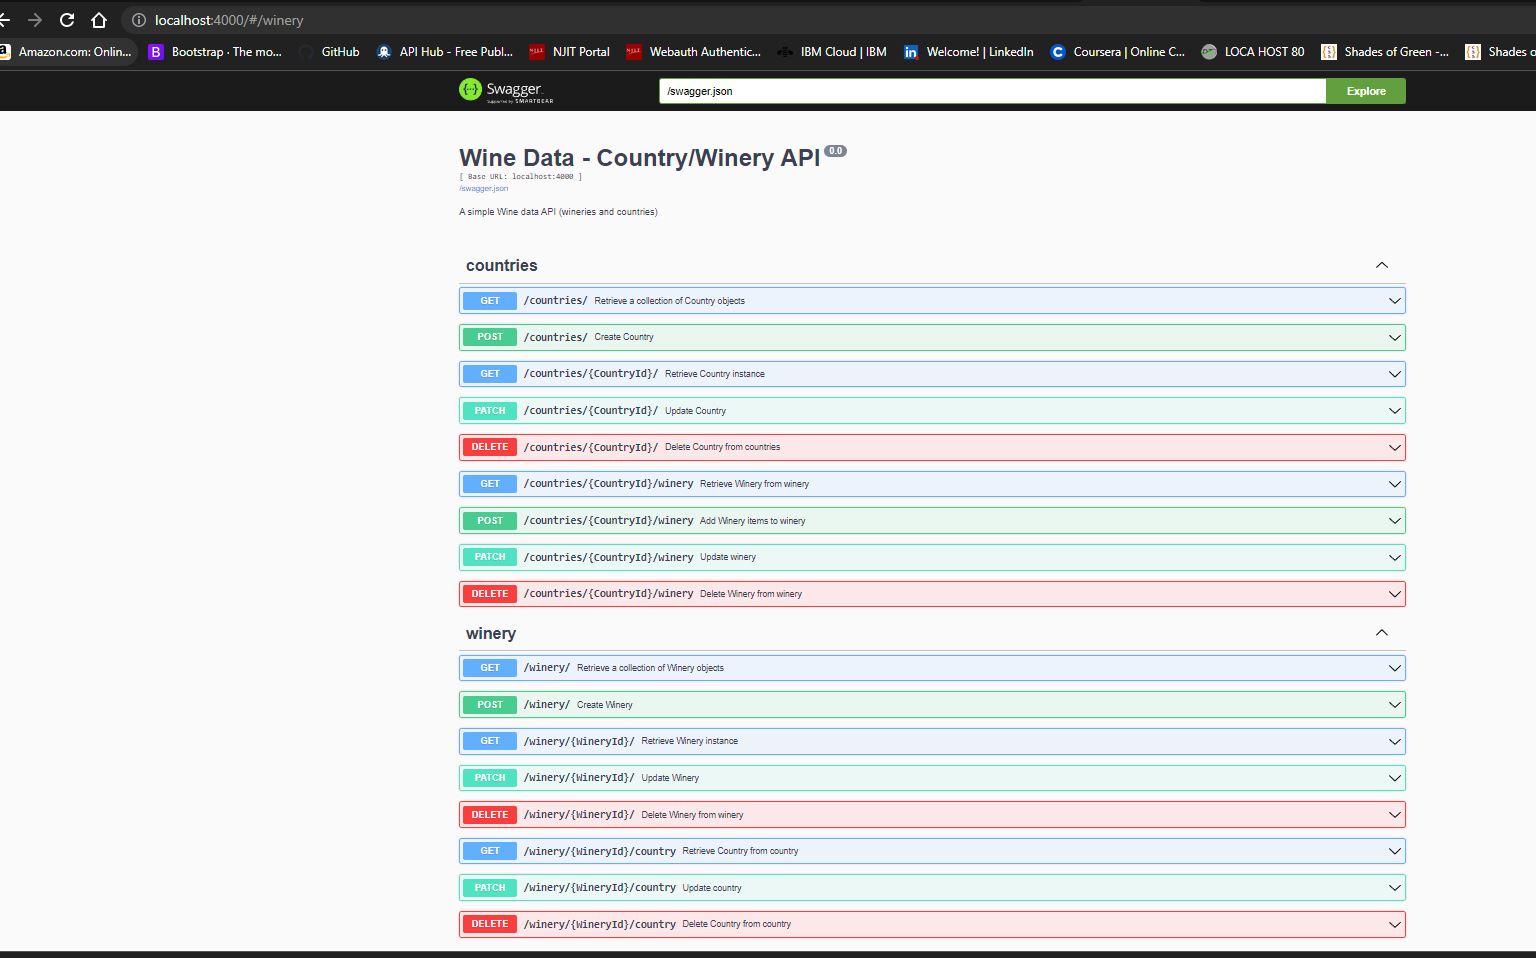 localhost:4000/#/winery
Amazon.com: Onlin... B Bootstrap · The mo... GitHub API Hub - Free Publ... NJIT Portal Webauth Authentic... IBM Cloud | IBM in Welcome! | LinkedIn C Coursera | Online C... LOCA HOST 80 Shades of Green -... Shades o
{···} Swagger /swagger.json Explore
Supported by SMARTBEAR
Wine Data - Country/Winery API 0.0
[ Base URL: localhost:4000 ]
/swagger.json
A simple Wine data API (wineries and countries)
countries
GET /countries/ Retrieve a collection of Country objects
POST /countries/ Create Country
GET /countries/{CountryId}/ Retrieve Country instance
PATCH /countries/{CountryId}/ Update Country
DELETE /countries/{CountryId}/ Delete Country from countries
GET /countries/{CountryId}/winery Retrieve Winery from winery
POST /countries/{CountryId}/winery Add Winery items to winery
PATCH /countries/{CountryId}/winery Update winery
DELETE /countries/{CountryId}/winery Delete Winery from winery
winery
GET /winery/ Retrieve a collection of Winery objects
POST /winery/ Create Winery
GET /winery/{WineryId}/ Retrieve Winery instance
PATCH /winery/{WineryId}/ Update Winery
DELETE /winery/{WineryId}/ Delete Winery from winery
GET /winery/{WineryId}/country Retrieve Country from country
PATCH /winery/{WineryId}/country Update country
DELETE /winery/{WineryId}/country Delete Country from country